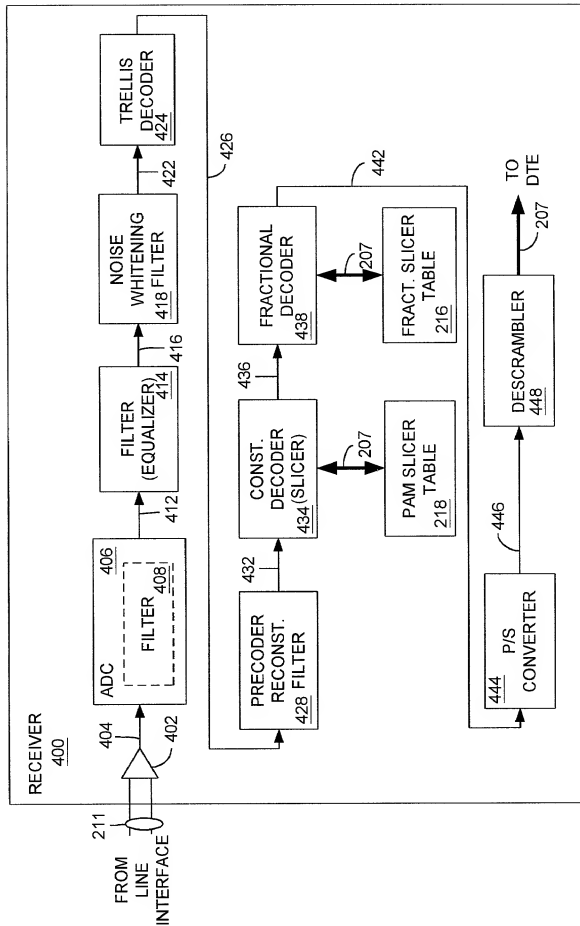 RECEIVER
400
211
FROM
LINE
INTERFACE
404
402
ADC
406
FILTER
408
412
FILTER
(EQUALIZER)
414
416
NOISE
WHITENING
FILTER
418
422
TRELLIS
DECODER
424
426
PRECODER
RECONST.
FILTER
428
432
CONST.
DECODER
(SLICER)
434
436
FRACTIONAL
DECODER
438
442
207
PAM SLICER
TABLE
218
207
FRACT. SLICER
TABLE
216
P/S
CONVERTER
444
446
DESCRAMBLER
448
TO
DTE
207